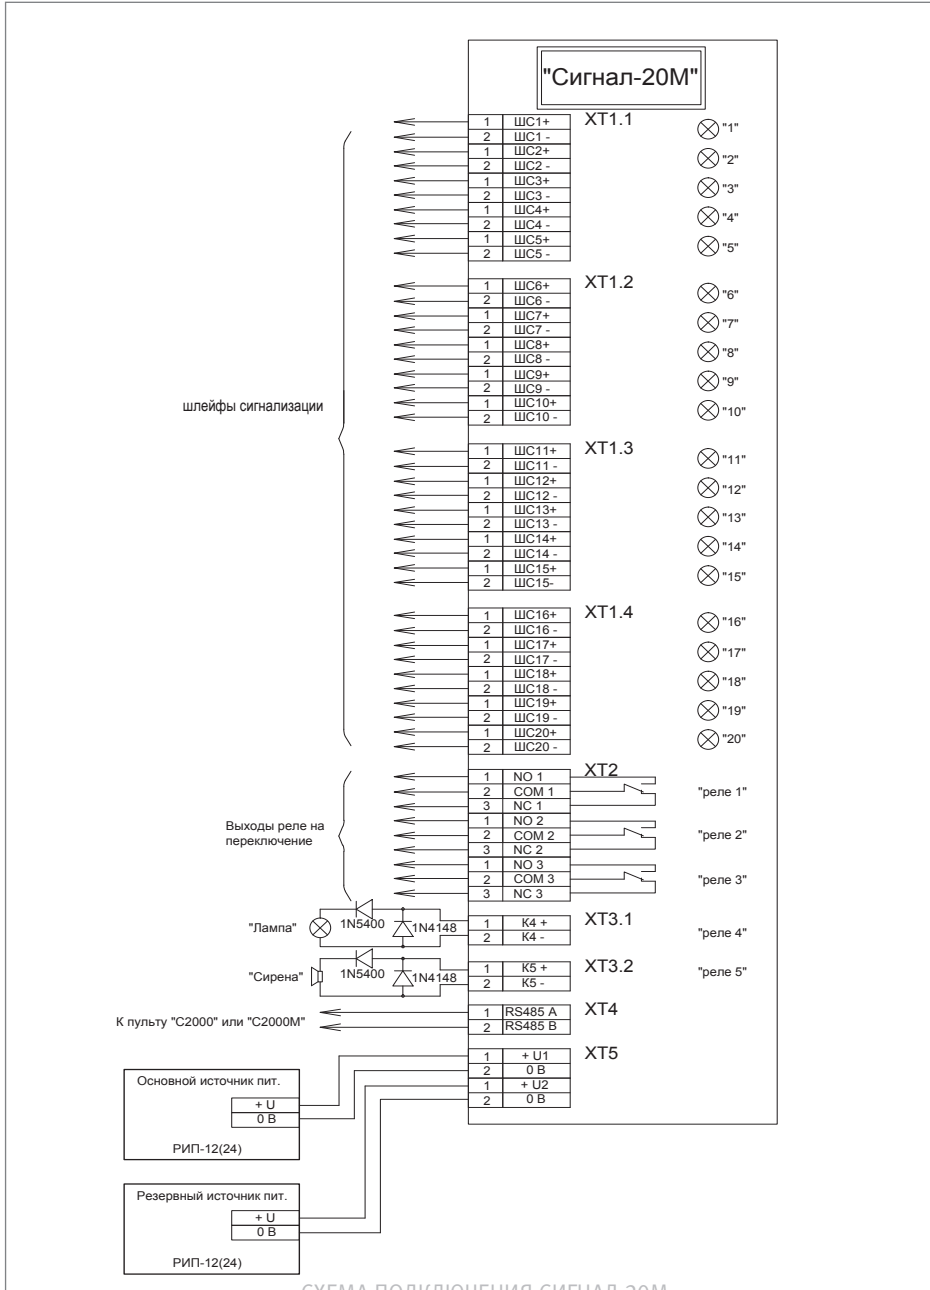 "Сигнал-20М"
XT1.1
1 ШС1+ "1"
2 ШС1 -
1 ШС2+ "2"
2 ШС2 -
1 ШС3+ "3"
2 ШС3 -
1 ШС4+ "4"
2 ШС4 -
1 ШС5+ "5"
2 ШС5 -
XT1.2
1 ШС6+ "6"
2 ШС6 -
1 ШС7+ "7"
2 ШС7 -
1 ШС8+ "8"
2 ШС8 -
1 ШС9+ "9"
2 ШС9 -
1 ШС10+ "10"
2 ШС10 -
шлейфы сигнализации
XT1.3
1 ШС11+ "11"
2 ШС11 -
1 ШС12+ "12"
2 ШС12 -
1 ШС13+ "13"
2 ШС13 -
1 ШС14+ "14"
2 ШС14 -
1 ШС15+ "15"
2 ШС15-
XT1.4
1 ШС16+ "16"
2 ШС16 -
1 ШС17+ "17"
2 ШС17 -
1 ШС18+ "18"
2 ШС18 -
1 ШС19+ "19"
2 ШС19 -
1 ШС20+ "20"
2 ШС20 -
XT2
1 NO 1
2 COM 1 "реле 1"
3 NC 1
1 NO 2
2 COM 2 "реле 2"
3 NC 2
1 NO 3
2 COM 3 "реле 3"
3 NC 3
Выходы реле на
переключение
"Лампа" 1N5400 1N4148
XT3.1
1 К4 +
2 К4 - "реле 4"
"Сирена" 1N5400 1N4148
XT3.2
1 К5 + "реле 5"
2 К5 -
К пульту "С2000" или "С2000М"
XT4
1 RS485 A
2 RS485 B
XT5
1 + U1
2 0 В
1 + U2
2 0 В
Основной источник пит.
+ U
0 В
РИП-12(24)
Резервный источник пит.
+ U
0 В
РИП-12(24)
СХЕМА ПОДКЛЮЧЕНИЯ СИГНАЛ-20М